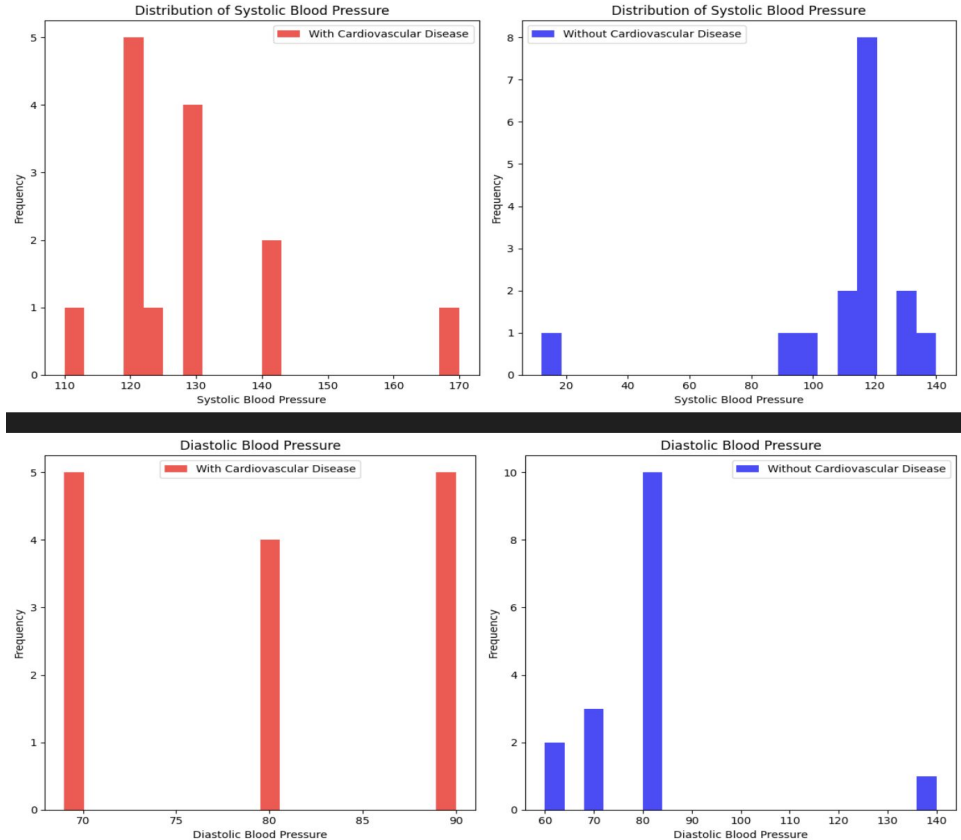 Distribution of Systolic Blood Pressure
With Cardiovascular Disease
5
4
3
2
1
0
Frequency
110 120 130 140 150 160 170
Systolic Blood Pressure
Distribution of Systolic Blood Pressure
Without Cardiovascular Disease
8
7
6
5
4
3
2
1
0
Frequency
20 40 60 80 100 120 140
Systolic Blood Pressure
Diastolic Blood Pressure
With Cardiovascular Disease
5
4
3
2
1
0
Frequency
70 75 80 85 90
Diastolic Blood Pressure
Diastolic Blood Pressure
Without Cardiovascular Disease
10
8
6
4
2
0
Frequency
60 70 80 90 100 110 120 130 140
Diastolic Blood Pressure